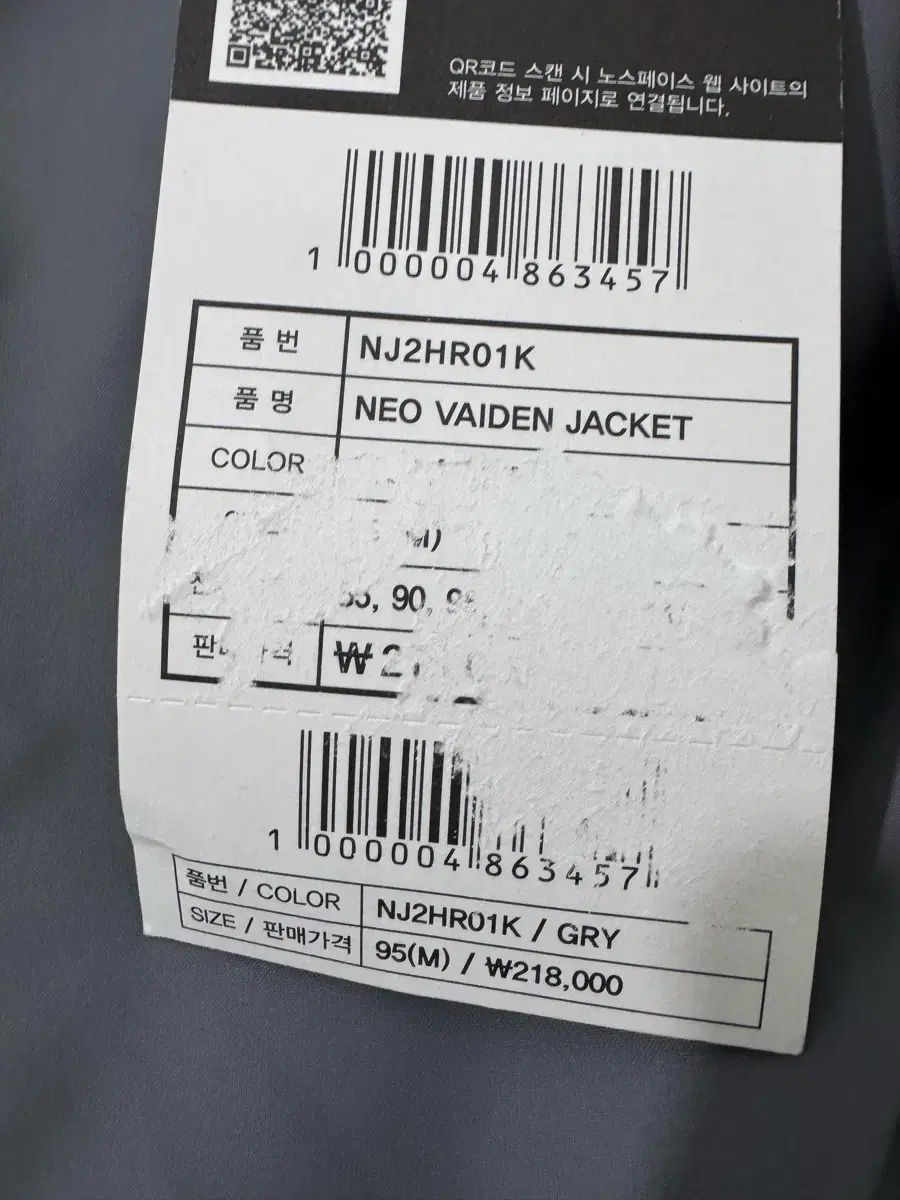 QR코드 스캔 시 노스페이스 웹 사이트의
제품 정보 페이지로 연결됩니다.
1 000004 863457
품 번 NJ2HR01K
품 명 NEO VAIDEN JACKET
COLOR
90,
₩
1 000004 863457
품번 / COLOR NJ2HR01K / GRY
SIZE / 판매가격 95(M) / ₩218,000